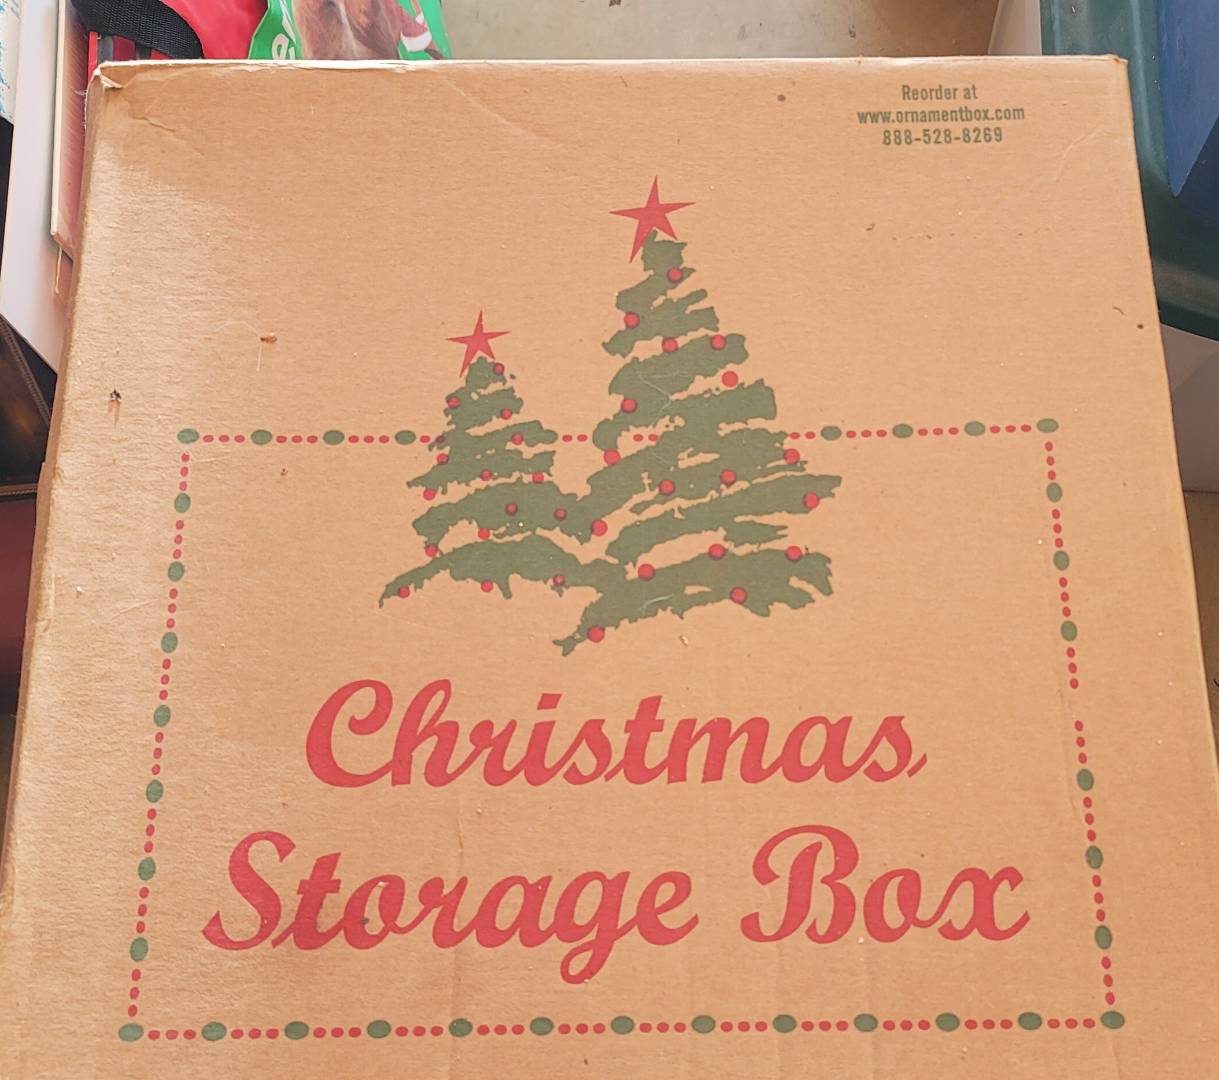 Reorder at
www.ornamentbox.com
888-528-8269
Christmas
Storage Box